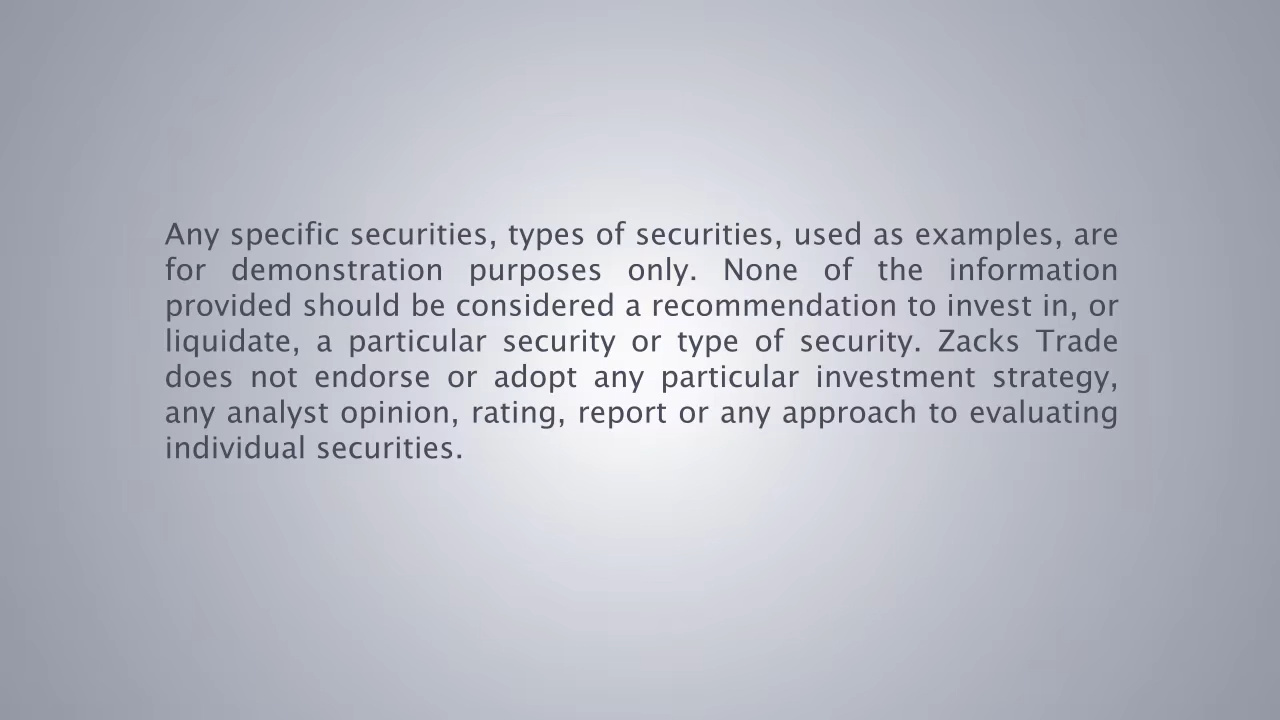 Any specific securities, types of securities, used as examples, are
for demonstration purposes only. None of the information
provided should be considered a recommendation to invest in, or
liquidate, a particular security or type of security. Zacks Trade
does not endorse or adopt any particular investment strategy,
any analyst opinion, rating, report or any approach to evaluating
individual securities.